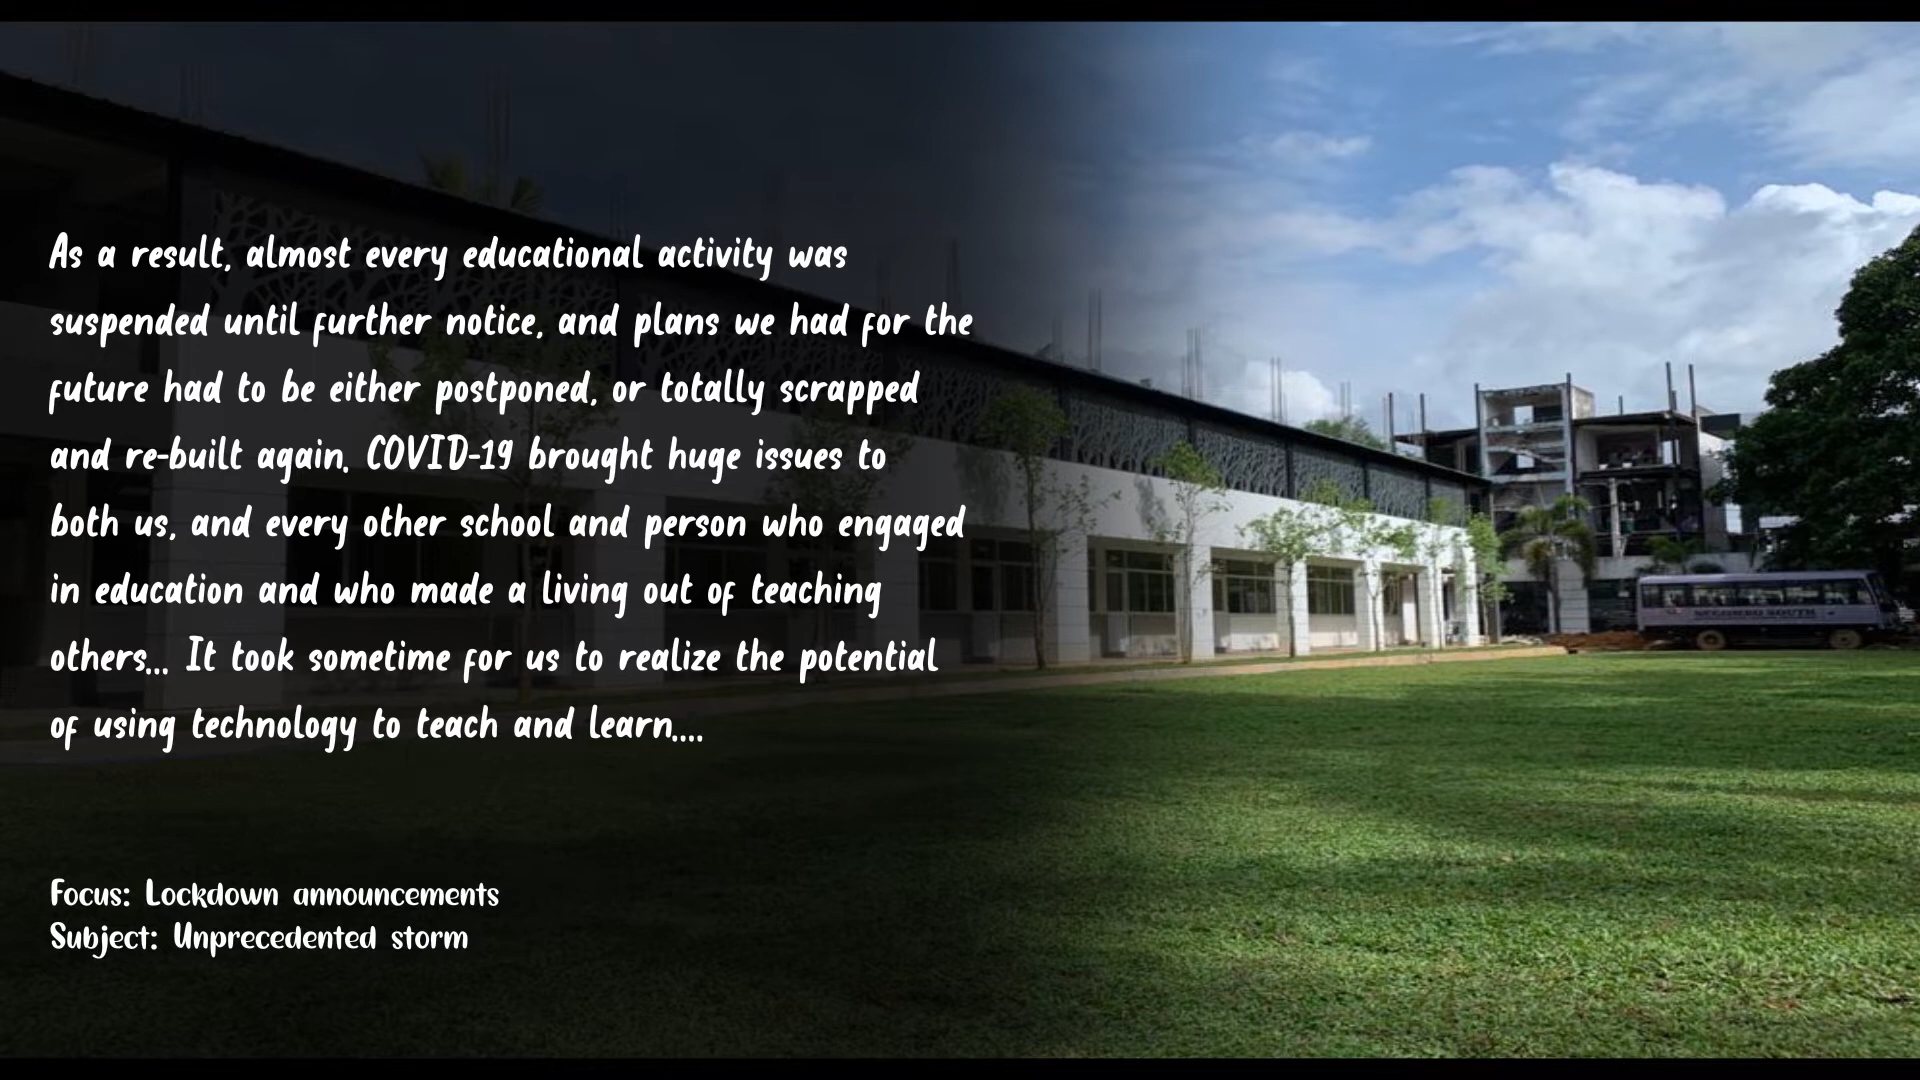 As a result, almost every educational activity was
suspended until further notice, and plans we had for the
future had to be either postponed, or totally scrapped
and re-built again, COVID-19 brought huge issues to
both us, and every other school and person who engaged
in education and who made a living out of teaching
others... It took sometime for us to realize the potential
of using technology to teach and learn....
Focus: Lockdown announcements
Subject: Unprecedented storm
NEGOMBO SOUTH